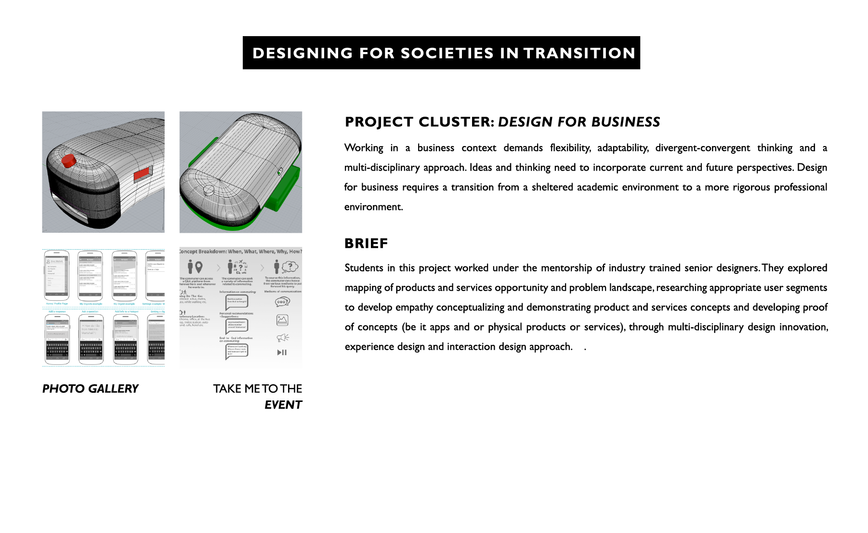 DESIGNING FOR SOCIETIES IN TRANSITION
PROJECT CLUSTER: DESIGN FOR BUSINESS
Working in a business context demands flexibility, adaptability, divergent-convergent thinking and a
multi-disciplinary approach. Ideas and thinking need to incorporate current and future perspectives. Design
for business requires a transition from a sheltered academic environment to a more rigorous professional
environment.
BRIEF
Students in this project worked under the mentorship of industry trained senior designers. They explored
mapping of products and services opportunity and problem landscape, researching appropriate user segments
to develop empathy conceptualizing and demonstrating product and services concepts and developing proof
of concepts (be it apps and or physical products or services), through multi-disciplinary design innovation,
experience design and interaction design approach. .
Concept Breakdown: When, What, Where, Why, How?
PHOTO GALLERY
TAKE ME TO THE
EVENT